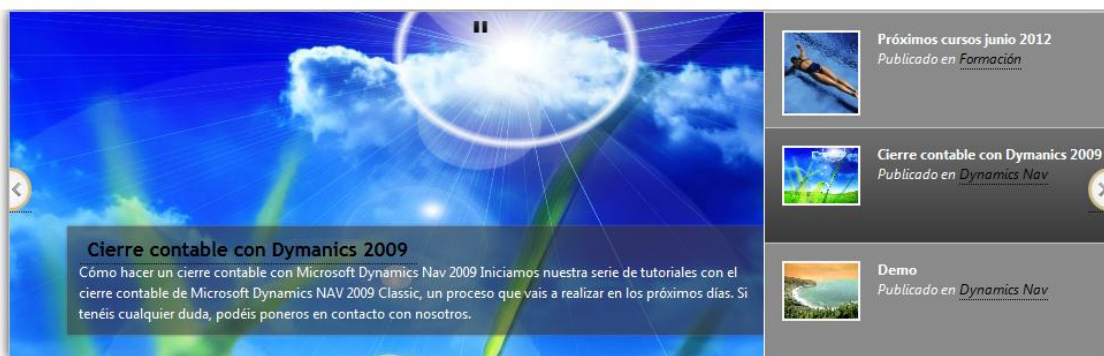 Cierre contable con Dymanics 2009
Cómo hacer un cierre contable con Microsoft Dynamics Nav 2009 Iniciamos nuestra serie de tutoriales con el
cierre contable de Microsoft Dynamics NAV 2009 Classic, un proceso que vais a realizar en los próximos días. Si
tenéis cualquier duda, podéis poneros en contacto con nosotros.
Próximos cursos junio 2012
Publicado en Formación
Cierre contable con Dymanics 2009
Publicado en Dynamics Nav
Demo
Publicado en Dynamics Nav